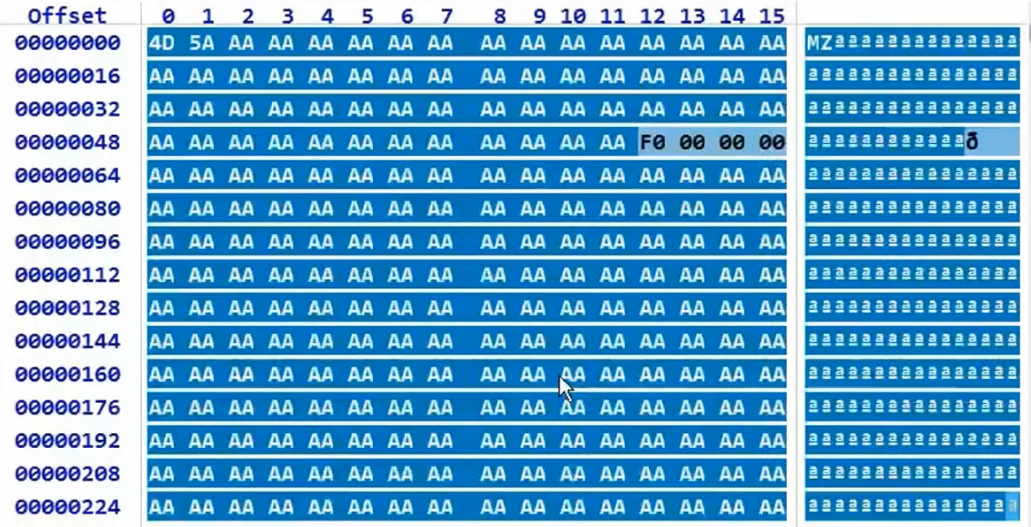 Offset 0 1 2 3 4 5 6 7 8 9 10 11 12 13 14 15
00000000 4D 5A AA AA AA AA AA AA AA AA AA AA AA AA AA AA MZªªªªªªªªªªªªªª
00000016 AA AA AA AA AA AA AA AA AA AA AA AA AA AA AA AA ªªªªªªªªªªªªªªªª
00000032 AA AA AA AA AA AA AA AA AA AA AA AA AA AA AA AA ªªªªªªªªªªªªªªªª
00000048 AA AA AA AA AA AA AA AA AA AA AA AA F0 00 00 00 ªªªªªªªªªªªªð
00000064 AA AA AA AA AA AA AA AA AA AA AA AA AA AA AA AA ªªªªªªªªªªªªªªªª
00000080 AA AA AA AA AA AA AA AA AA AA AA AA AA AA AA AA ªªªªªªªªªªªªªªªª
00000096 AA AA AA AA AA AA AA AA AA AA AA AA AA AA AA AA ªªªªªªªªªªªªªªªª
00000112 AA AA AA AA AA AA AA AA AA AA AA AA AA AA AA AA ªªªªªªªªªªªªªªªª
00000128 AA AA AA AA AA AA AA AA AA AA AA AA AA AA AA AA ªªªªªªªªªªªªªªªª
00000144 AA AA AA AA AA AA AA AA AA AA AA AA AA AA AA AA ªªªªªªªªªªªªªªªª
00000160 AA AA AA AA AA AA AA AA AA AA AA AA AA AA AA AA ªªªªªªªªªªªªªªªª
00000176 AA AA AA AA AA AA AA AA AA AA AA AA AA AA AA AA ªªªªªªªªªªªªªªªª
00000192 AA AA AA AA AA AA AA AA AA AA AA AA AA AA AA AA ªªªªªªªªªªªªªªªª
00000208 AA AA AA AA AA AA AA AA AA AA AA AA AA AA AA AA ªªªªªªªªªªªªªªªª
00000224 AA AA AA AA AA AA AA AA AA AA AA AA AA AA AA AA ªªªªªªªªªªªªªªªª